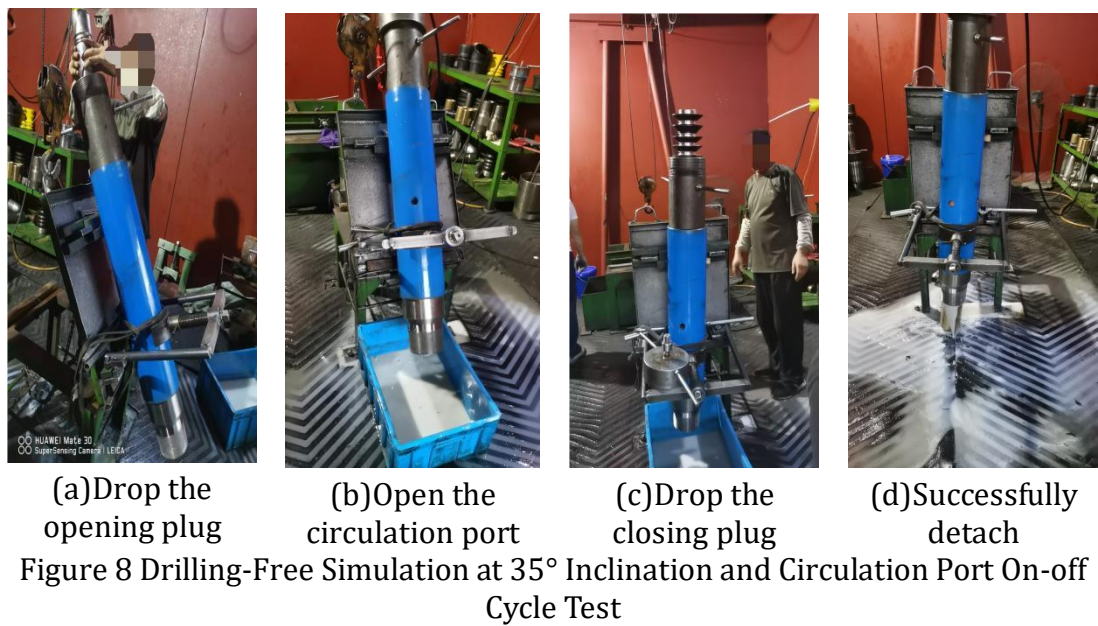 HUAWEI Mate 30
SuperSensing Camera | LEICA
(a)Drop the
opening plug
(b)Open the
circulation port
(c)Drop the
closing plug
(d)Successfully
detach
Figure 8 Drilling-Free Simulation at 35° Inclination and Circulation Port On-off
Cycle Test